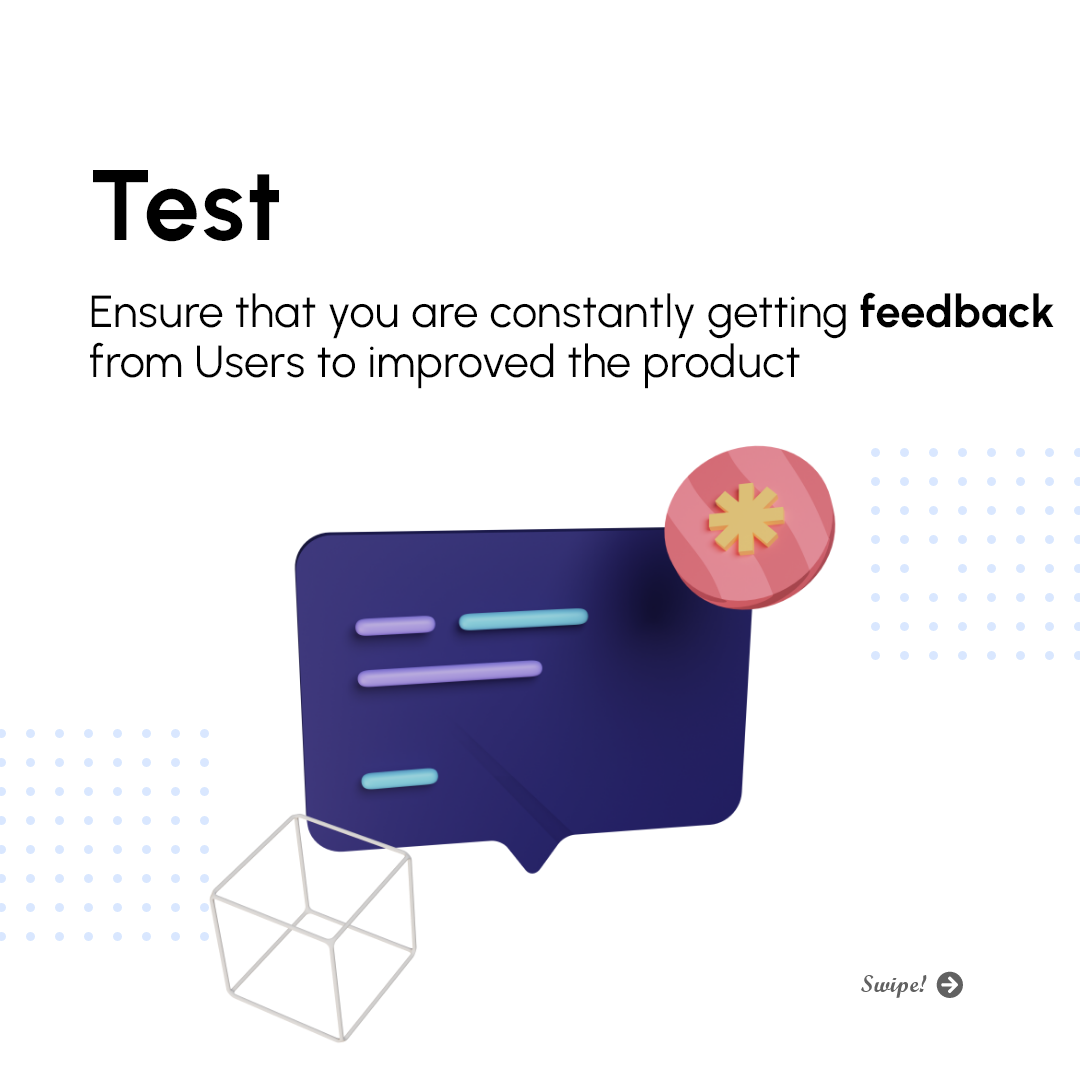 Test
Ensure that you are constantly getting feedback
from Users to improved the product
Swipe!